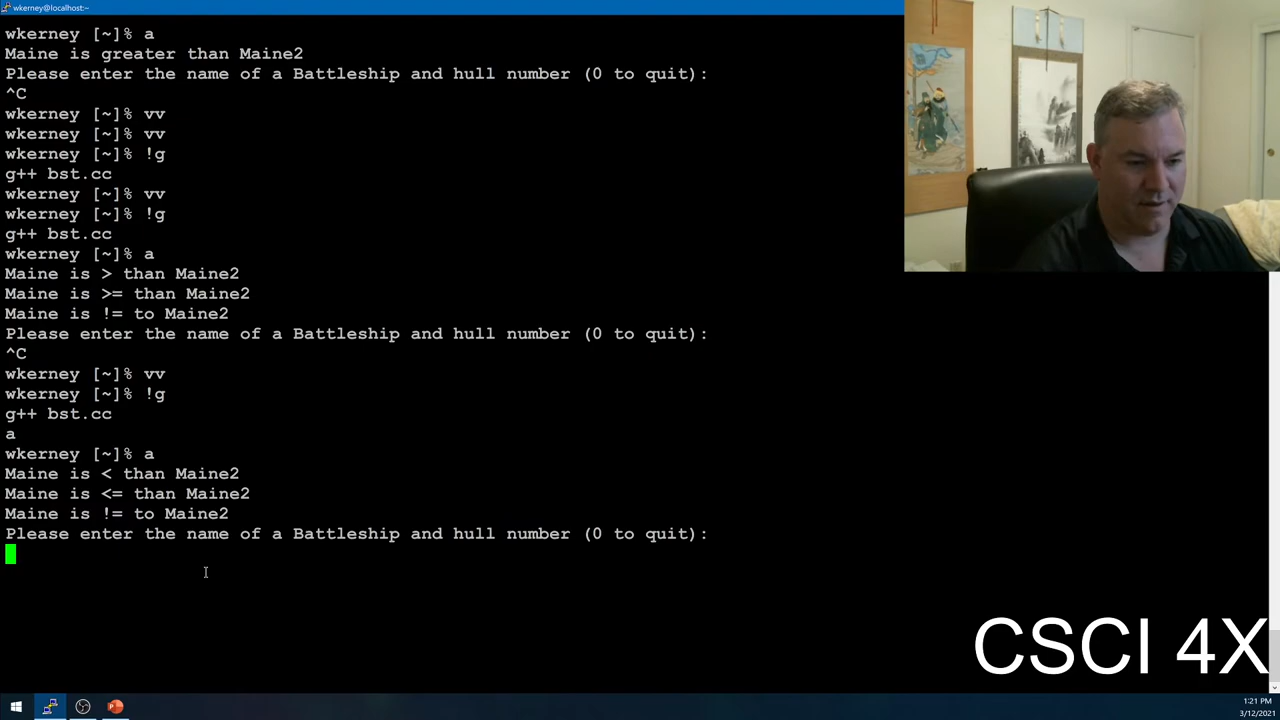 wkerney@localhost:~
wkerney [~]% a
Maine is greater than Maine2
Please enter the name of a Battleship and hull number (0 to quit):
^C
wkerney [~]% vv
wkerney [~]% vv
wkerney [~]% !g
g++ bst.cc
wkerney [~]% vv
wkerney [~]% !g
g++ bst.cc
wkerney [~]% a
Maine is > than Maine2
Maine is >= than Maine2
Maine is != to Maine2
Please enter the name of a Battleship and hull number (0 to quit):
^C
wkerney [~]% vv
wkerney [~]% !g
g++ bst.cc
a
wkerney [~]% a
Maine is < than Maine2
Maine is <= than Maine2
Maine is != to Maine2
Please enter the name of a Battleship and hull number (0 to quit):
CSCI 4X
1:21 PM
3/12/2021